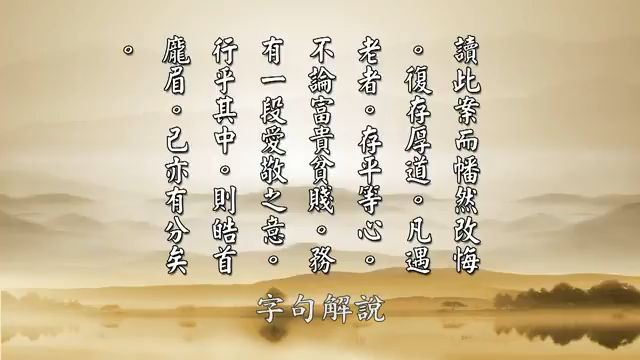 讀此案而幡然改悔
。復存厚道。凡遇
老者。存平等心。
不論富貴貧賤。務
有一段愛敬之意。
行乎其中。則皓首
龐眉。己亦有分矣
。
字句解說